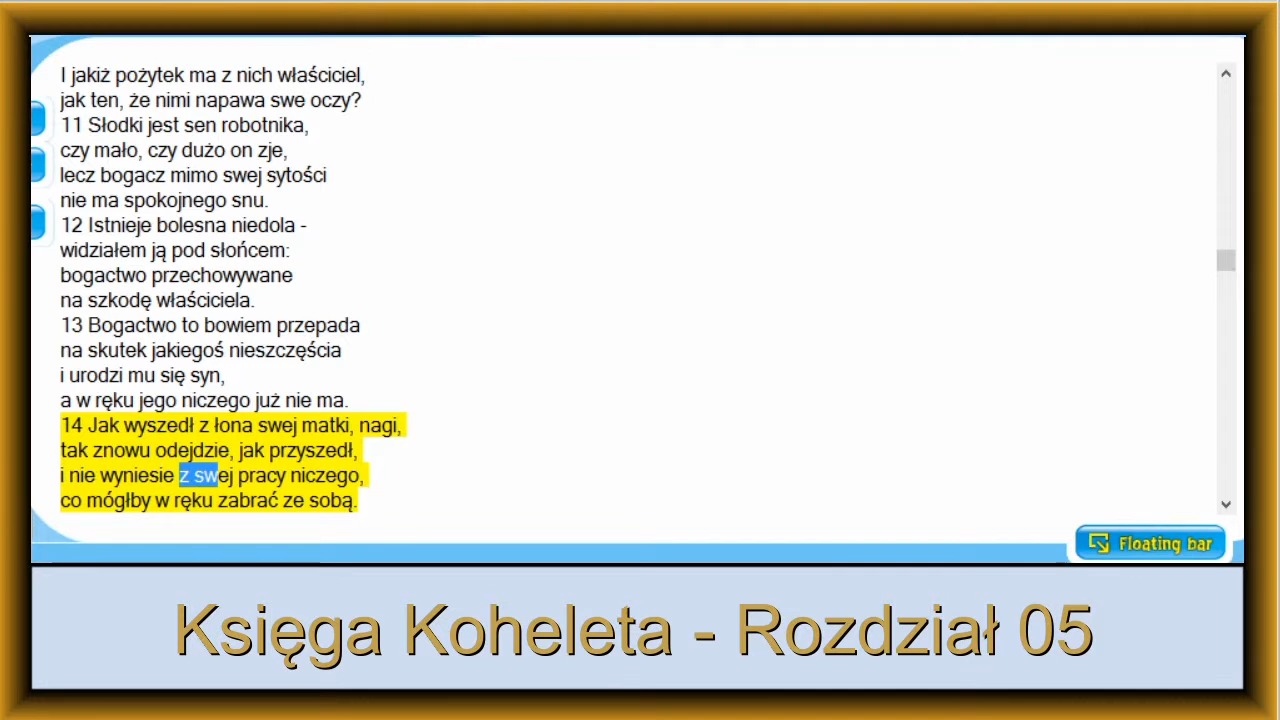 I jakiż pożytek ma z nich właściciel,
jak ten, że nimi napawa swe oczy?
11 Słodki jest sen robotnika,
czy mało, czy dużo on zje,
lecz bogacz mimo swej sytości
nie ma spokojnego snu.
12 Istnieje bolesna niedola -
widziałem ją pod słońcem:
bogactwo przechowywane
na szkodę właściciela.
13 Bogactwo to bowiem przepada
na skutek jakiegoś nieszczęścia
i urodzi mu się syn,
a w ręku jego niczego już nie ma.
14 Jak wyszedł z łona swej matki, nagi,
tak znowu odejdzie, jak przyszedł,
i nie wyniesie z swej pracy niczego,
co mógłby w ręku zabrać ze sobą.
Floating bar
Księga Koheleta - Rozdział 05